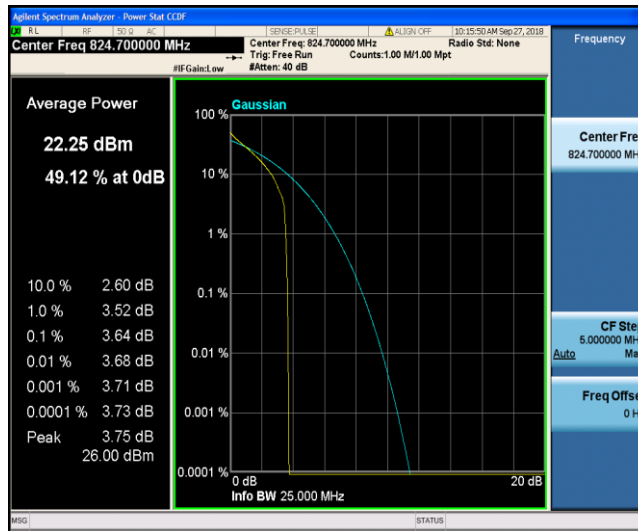 Agilent Spectrum Analyzer - Power Stat CCDF
RL RF 50 Ω AC SENSE:PULSE ALIGN OFF 10:15:50 AM Sep 27, 2018
Center Freq 824.700000 MHz
Center Freq: 824.700000 MHz Radio Std: None
Trig: Free Run Counts:1.00 M/1.00 Mpt
#IFGain:Low #Atten: 40 dB
Frequency
Average Power
22.25 dBm
49.12 % at 0dB
10.0 % 2.60 dB
1.0 % 3.52 dB
0.1 % 3.64 dB
0.01 % 3.68 dB
0.001 % 3.71 dB
0.0001 % 3.73 dB
Peak 3.75 dB
26.00 dBm
Gaussian
100 %
10 %
1 %
0.1 %
0.01 %
0.001 %
0.0001 %
0 dB 20 dB
Info BW 25.000 MHz
Center Fre
824.700000 MH
CF Ste
5.000000 MH
Auto Ma
Freq Offse
0 H
MSG STATUS